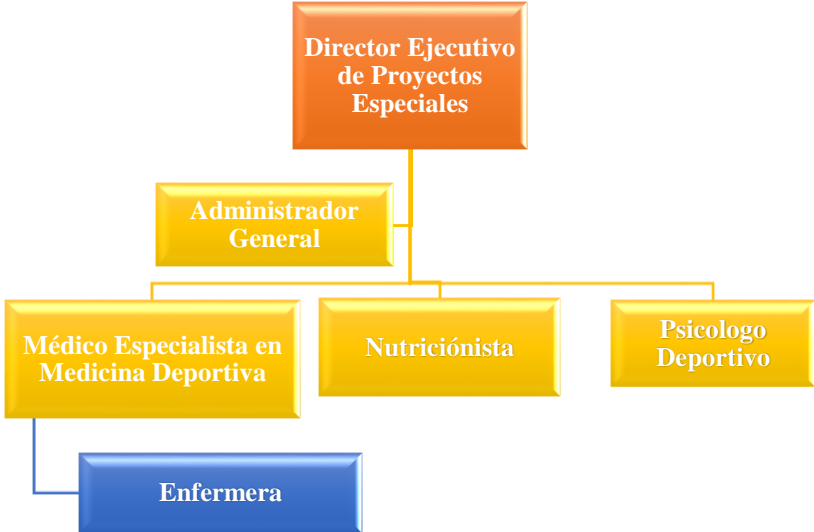 Director Ejecutivo
de Proyectos
Especiales
Administrador
General
Médico Especialista en
Medicina Deportiva
Nutriciónista
Psicologo
Deportivo
Enfermera